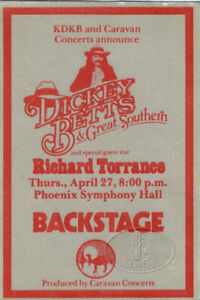 KDKB and Caravan
Concerts announce
DICKEY
BETTS
& Great Southern
and special guest star
Richard Torrance
Thurs., April 27, 8:00 p.m.
Phoenix Symphony Hall
BACKSTAGE
Produced by Caravan Concerts